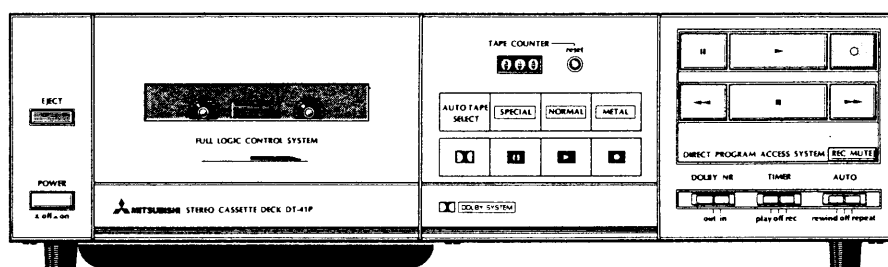 EJECT
POWER
off on
FULL LOGIC CONTROL SYSTEM
MITSUBISHI STEREO CASSETTE DECK DT-41P
TAPE COUNTER
reset
AUTO TAPE SELECT
SPECIAL
NORMAL
METAL
DOLBY SYSTEM
DIRECT PROGRAM ACCESS SYSTEM
REC MUTE
DOLBY NR
TIMER
AUTO
out in
play off rec
rewind off repeat